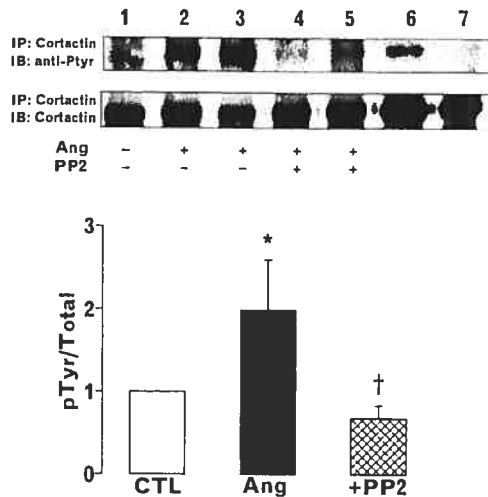 1 2 3 4 5 6 7
IP: Cortactin
IB: anti-Ptyr
IP: Cortactin
IB: Cortactin
Ang - + + + +
PP2 - - - + +
pTyr/Total
3
2
1
0
*
†
CTL Ang +PP2